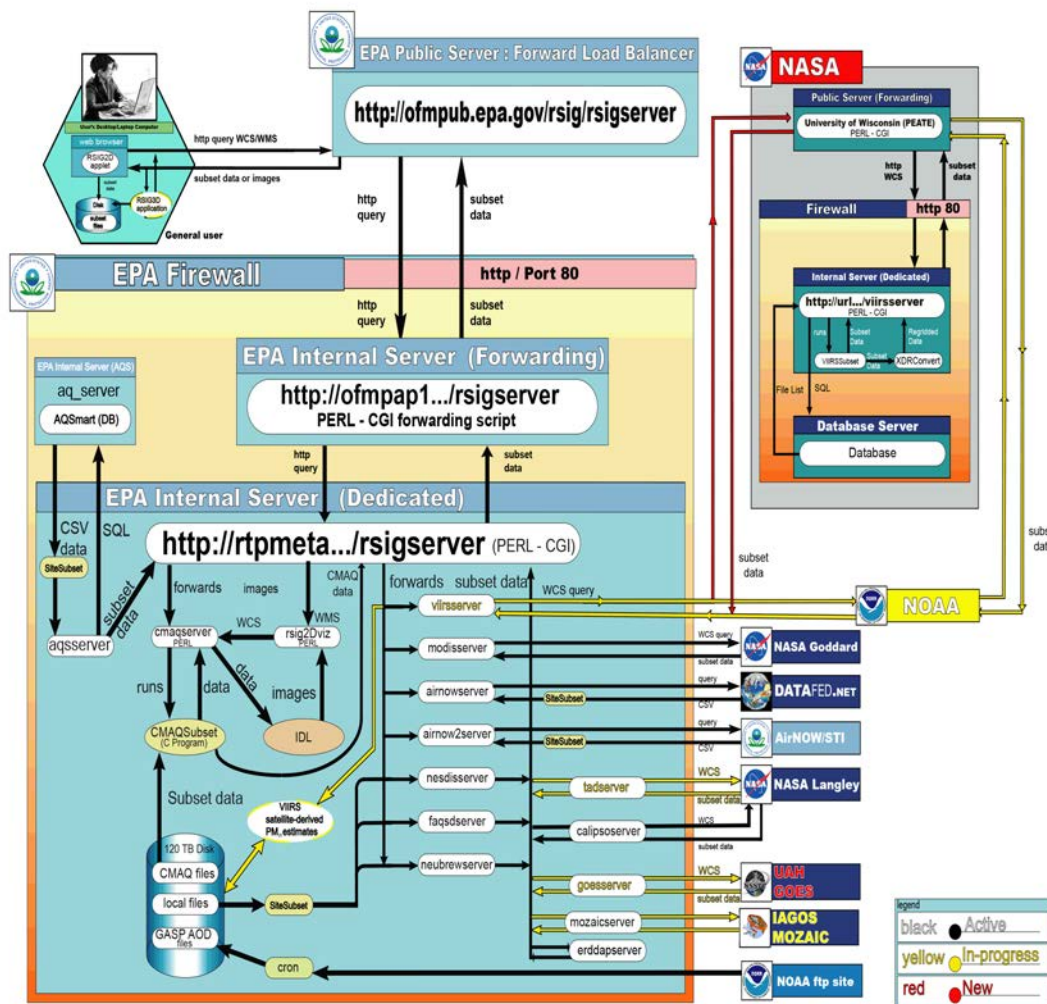 EPA Public Server : Forward Load Balancer
http://ofmpub.epa.gov/rsig/rsigserver
User's Desktop/Laptop Computer
web browser
RSIG2D
applet
subset
data
Disk
subset
files
RSIG3D
application
General user
http query WCS/WMS
subset data or images
http
query
subset
data
NASA
Public Server (Forwarding)
University of Wisconsin (PEATE)
PERL - CGI
http
WCS
subset
data
Firewall
http 80
Internal Server (Dedicated)
http://url.../viirsserver
PERL - CGI
runs
Subset
Data
Regridded
Data
VIIRSSubset
Subset
Data
XDRConvert
File List
SQL
Database Server
Database
EPA Firewall
http / Port 80
http
query
subset
data
EPA Internal Server (AQS)
aq_server
AQSmart (DB)
EPA Internal Server (Forwarding)
http://ofmpap1.../rsigserver
PERL - CGI forwarding script
http
query
subset
data
EPA Internal Server (Dedicated)
http://rtpmeta.../rsigserver (PERL - CGI)
CSV
data
SQL
SiteSubset
subset
data
aqsserver
forwards
images
CMAQ
data
forwards
subset data
WCS query
WCS
WMS
cmaqserver
PERL
rsig2Dviz
PERL
runs
data
data
images
CMAQSubset
(C Program)
IDL
Subset data
VIIRS
satellite-derived
PM estimates
120 TB Disk
CMAQ files
local files
GASP AOD
files
SiteSubset
cron
viirsserver
modisserver
airnowserver
airnow2server
nesdisserver
faqsdserver
neubrewserver
SiteSubset
SiteSubset
tadserver
calipsoserver
goesserver
mozaicserver
erddapserver
subset
data
subs
data
NOAA
WCS query
subset data
NASA Goddard
query
CSV
DATAFED.NET
query
CSV
AirNOW/STI
WCS
subset data
NASA Langley
WCS
subset data
WCS
subset data
UAH
GOES
IAGOS
MOZAIC
NOAA ftp site
legend
black Active
yellow In-progress
red New